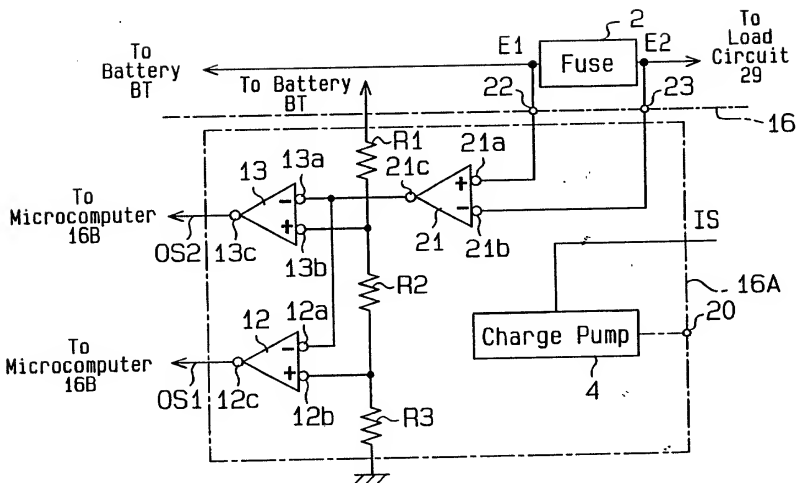 To
Battery
BT
To Battery
BT
E1
2
Fuse
E2
To
Load
Circuit
29
22
23
16
R1
13
13a
21c
21a
+
-
21
21b
To
Microcomputer
16B
OS2
13c
-
+
13b
IS
R2
16A
20
12
12a
To
Microcomputer
16B
OS1
12c
-
+
12b
Charge Pump
4
R3